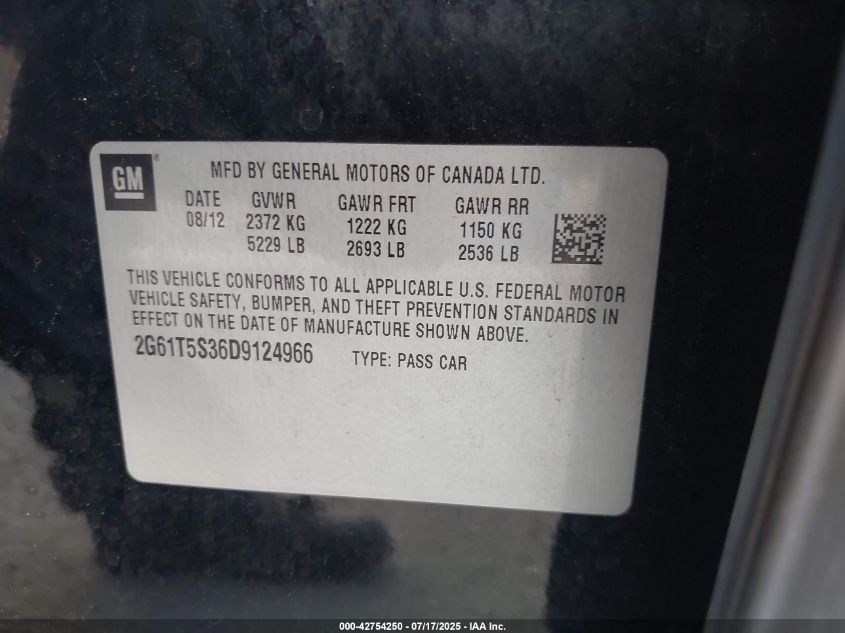 GM
MFD BY GENERAL MOTORS OF CANADA LTD.
DATE GVWR GAWR FRT GAWR RR
08/12 2372 KG 1222 KG 1150 KG
5229 LB 2693 LB 2536 LB
THIS VEHICLE CONFORMS TO ALL APPLICABLE U.S. FEDERAL MOTOR
VEHICLE SAFETY, BUMPER, AND THEFT PREVENTION STANDARDS IN
EFFECT ON THE DATE OF MANUFACTURE SHOWN ABOVE.
2G61T5S36D9124966 TYPE: PASS CAR
000-42754250 - 07/17/2025 - IAA Inc.